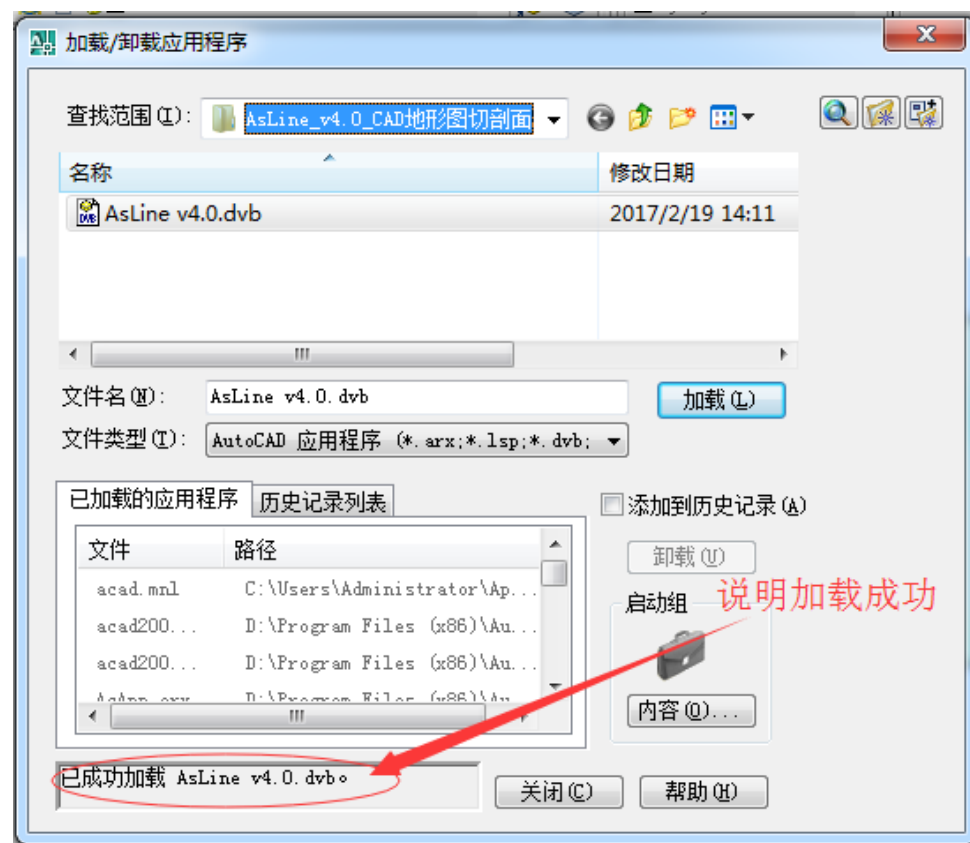 加载/卸载应用程序
查找范围(I):
AsLine_v4.0_CAD地形图切剖面
名称
修改日期
AsLine v4.0.dvb
2017/2/19 14:11
文件名(N):
AsLine v4.0.dvb
加载(L)
文件类型(T):
AutoCAD 应用程序 (*.arx;*.lsp;*.dvb;
已加载的应用程序
历史记录列表
添加到历史记录(A)
文件
路径
卸载(U)
acad.mnl
C:\Users\Administrator\Ap...
启动组
说明加载成功
acad200...
D:\Program Files (x86)\Au...
acad200...
D:\Program Files (x86)\Au...
AcApp.arx
D:\Program Files (x86)\Au...
内容(O)...
已成功加载 AsLine v4.0.dvb。
关闭(C)
帮助(H)